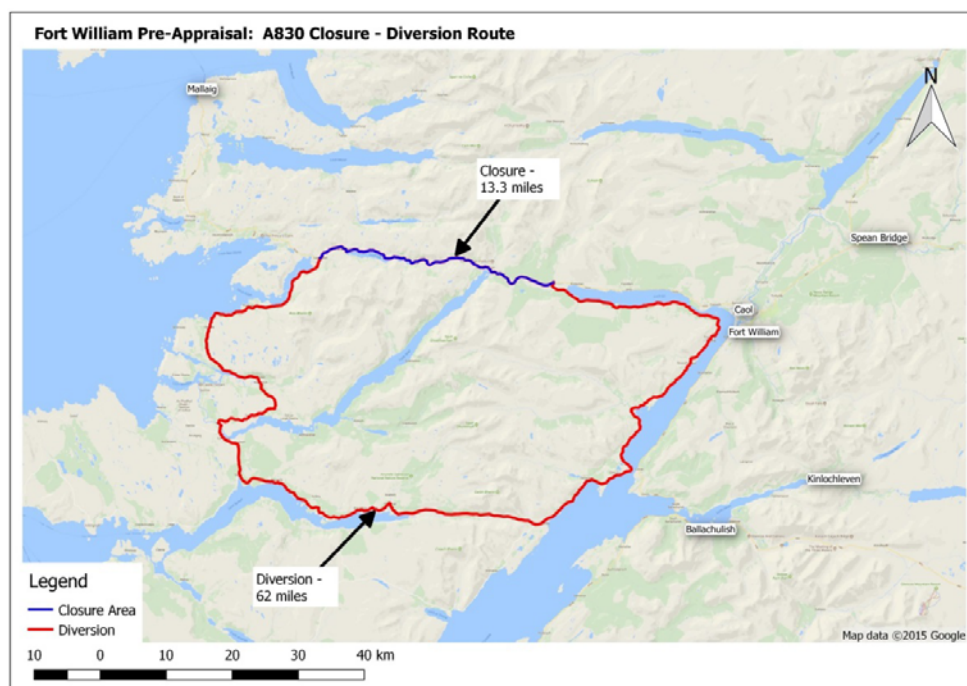 Fort William Pre-Appraisal: A830 Closure - Diversion Route
Mallaig
N
Closure -
13.3 miles
Spean Bridge
Caol
Fort William
Kinlochleven
Ballachulish
Diversion -
62 miles
Legend
Closure Area
Diversion
Map data ©2015 Google
10 0 10 20 30 40 km